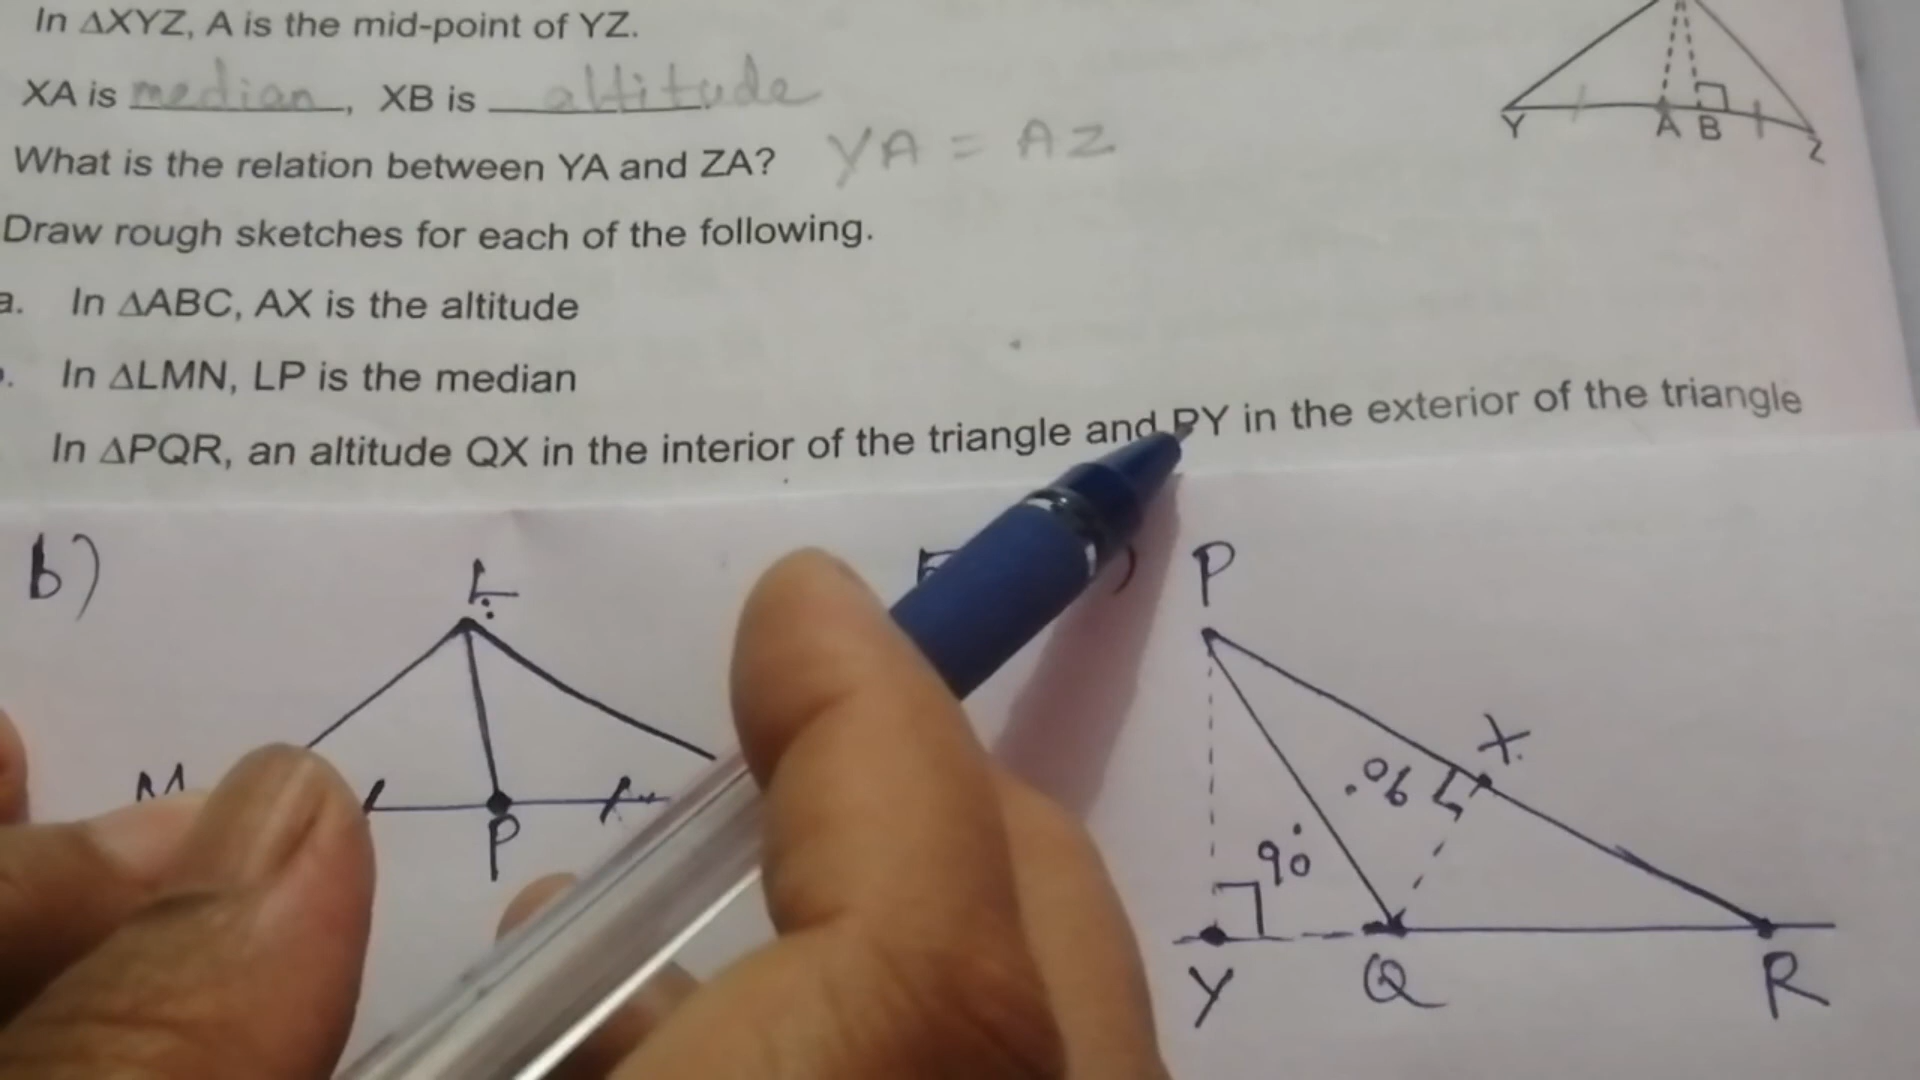 In ΔXYZ, A is the mid-point of YZ.
XA is median, XB is altitude.
What is the relation between YA and ZA? YA = AZ
Y A B Z
Draw rough sketches for each of the following.
a. In ΔABC, AX is the altitude
In ΔLMN, LP is the median
In ΔPQR, an altitude QX in the interior of the triangle and PY in the exterior of the triangle
b)
L
M
P
P
X
90°
90°
Y Q R